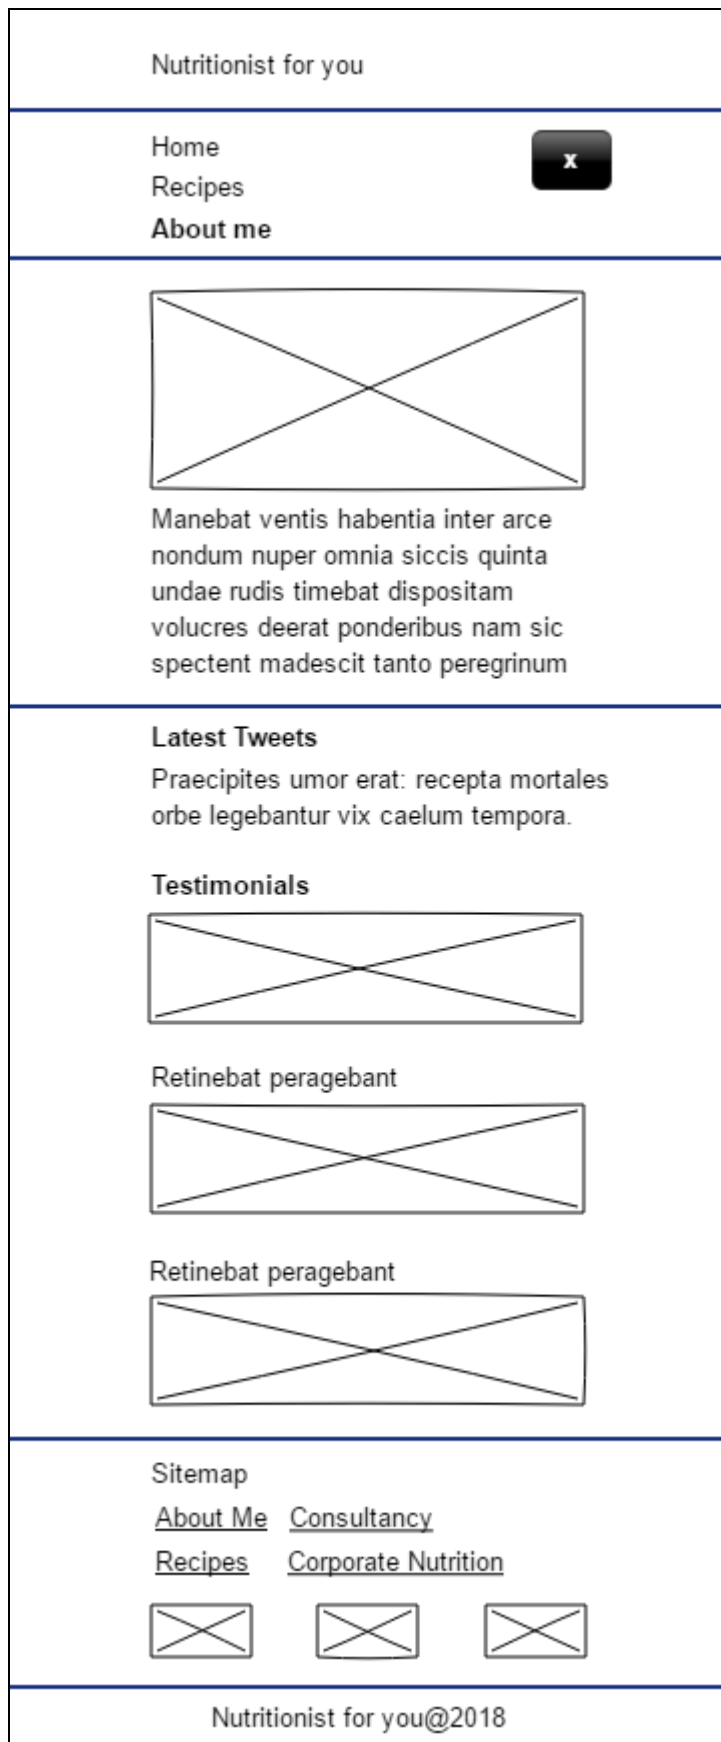 Nutritionist for you
Home
x
Recipes
About me
Manebat ventis habentia inter arce
nondum nuper omnia siccis quinta
undae rudis timebat dispositam
volucres deerat ponderibus nam sic
spectent madescit tanto peregrinum
Latest Tweets
Praecipites umor erat: recepta mortales
orbe legebantur vix caelum tempora.
Testimonials
Retinebat peragebant
Retinebat peragebant
Sitemap
About Me Consultancy
Recipes Corporate Nutrition
Nutritionist for you@2018